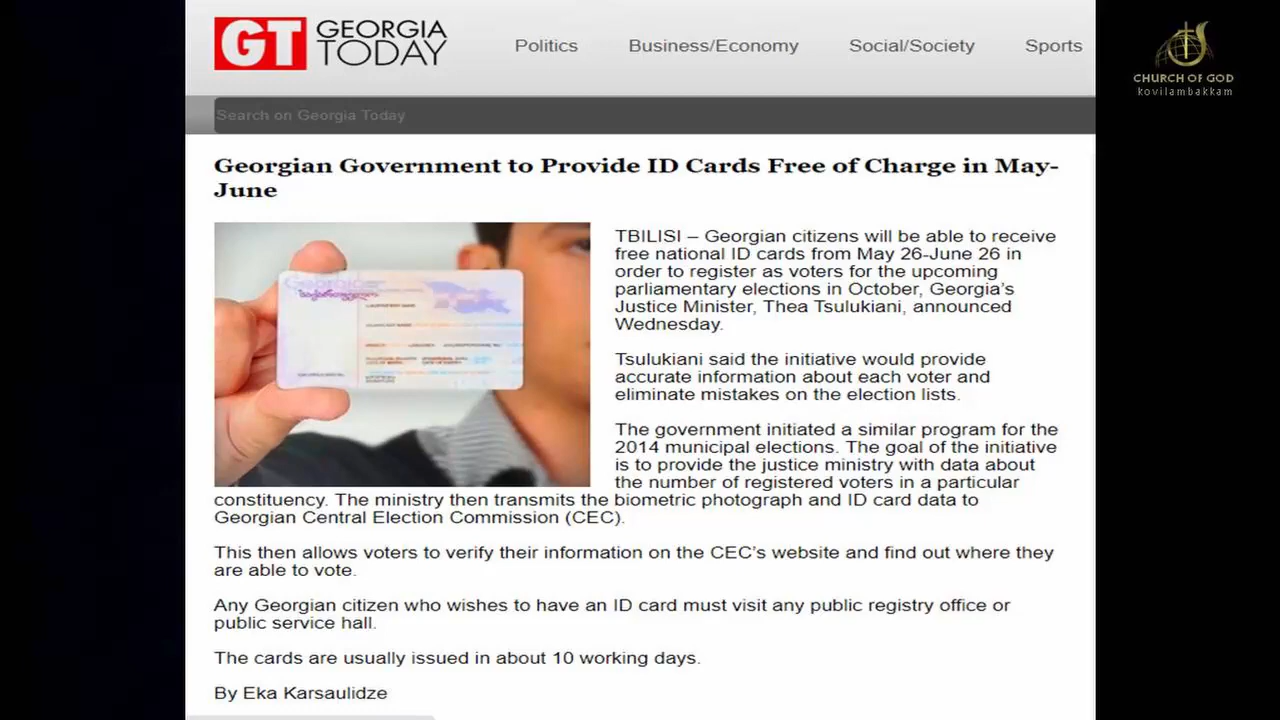 GT GEORGIA TODAY
Politics Business/Economy Social/Society Sports
CHURCH OF GOD
kovilambakkam
Search on Georgia Today
Georgian Government to Provide ID Cards Free of Charge in May-
June
TBILISI – Georgian citizens will be able to receive
free national ID cards from May 26-June 26 in
order to register as voters for the upcoming
parliamentary elections in October, Georgia's
Justice Minister, Thea Tsulukiani, announced
Wednesday.
Tsulukiani said the initiative would provide
accurate information about each voter and
eliminate mistakes on the election lists.
The government initiated a similar program for the
2014 municipal elections. The goal of the initiative
is to provide the justice ministry with data about
the number of registered voters in a particular
constituency. The ministry then transmits the biometric photograph and ID card data to
Georgian Central Election Commission (CEC).
This then allows voters to verify their information on the CEC's website and find out where they
are able to vote.
Any Georgian citizen who wishes to have an ID card must visit any public registry office or
public service hall.
The cards are usually issued in about 10 working days.
By Eka Karsaulidze